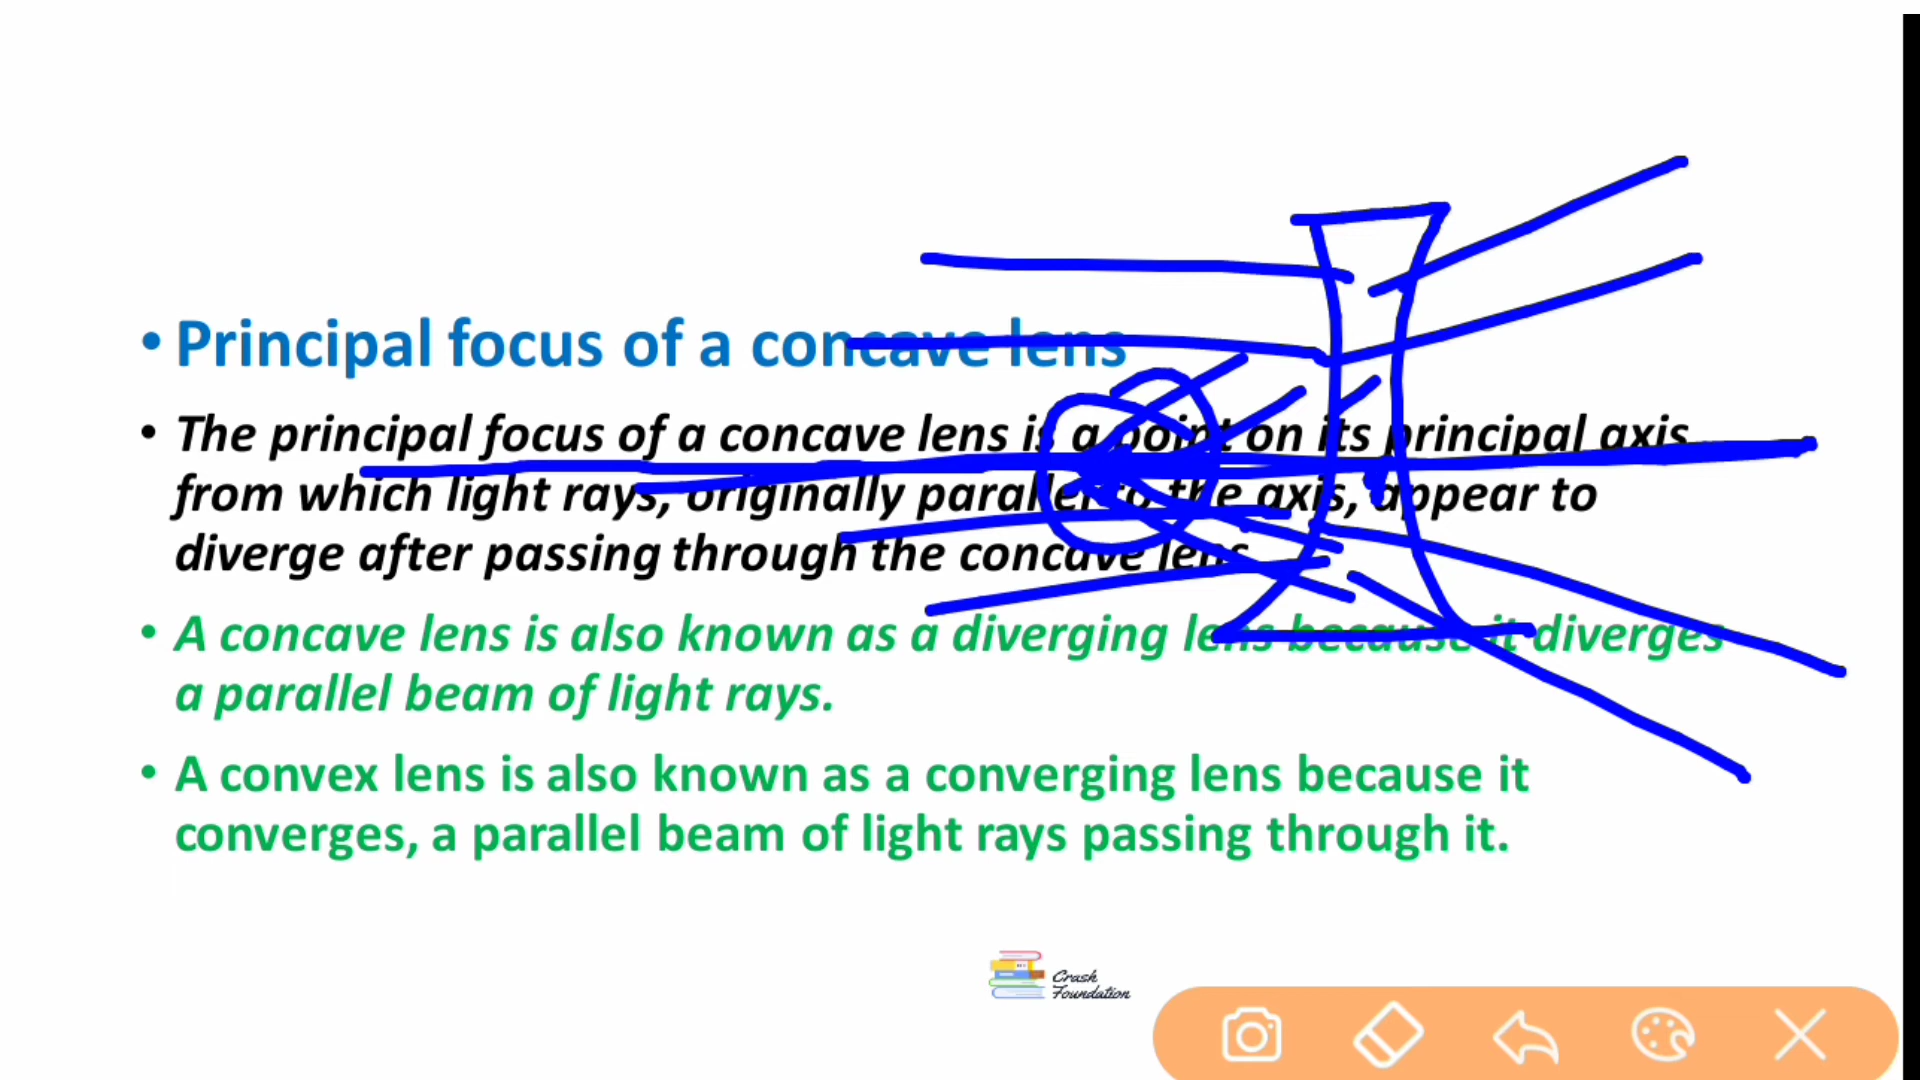 • Principal focus of a concave lens
• The principal focus of a concave lens is a point on its principal axis
from which light rays, originally parallel to the axis, appear to
diverge after passing through the concave lens
• A concave lens is also known as a diverging lens because it diverges
a parallel beam of light rays.
• A convex lens is also known as a converging lens because it
converges, a parallel beam of light rays passing through it.
Crash
Foundation